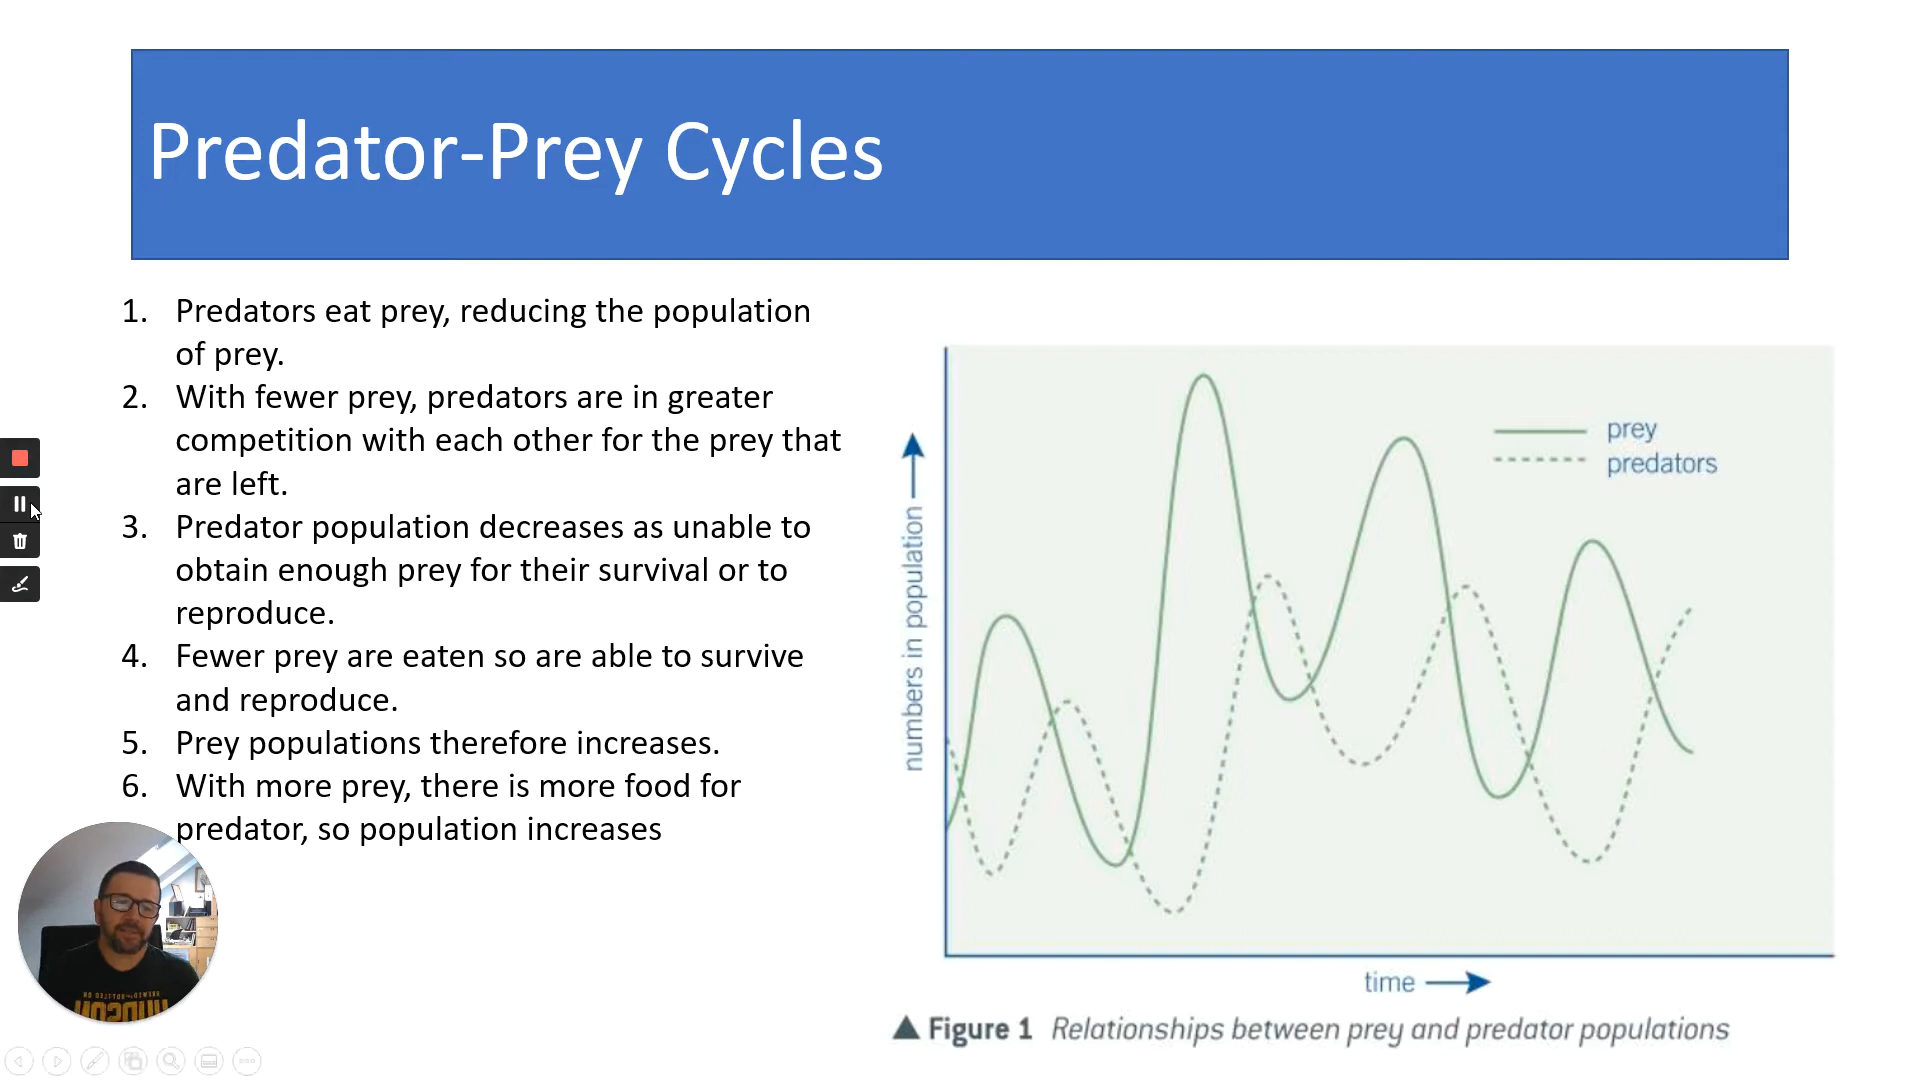 Predator-Prey Cycles
1. Predators eat prey, reducing the population
of prey.
2. With fewer prey, predators are in greater
competition with each other for the prey that
are left.
3. Predator population decreases as unable to
obtain enough prey for their survival or to
reproduce.
4. Fewer prey are eaten so are able to survive
and reproduce.
5. Prey populations therefore increases.
6. With more prey, there is more food for
predator, so population increases
numbers in population
prey
predators
time
▲ Figure 1 Relationships between prey and predator populations